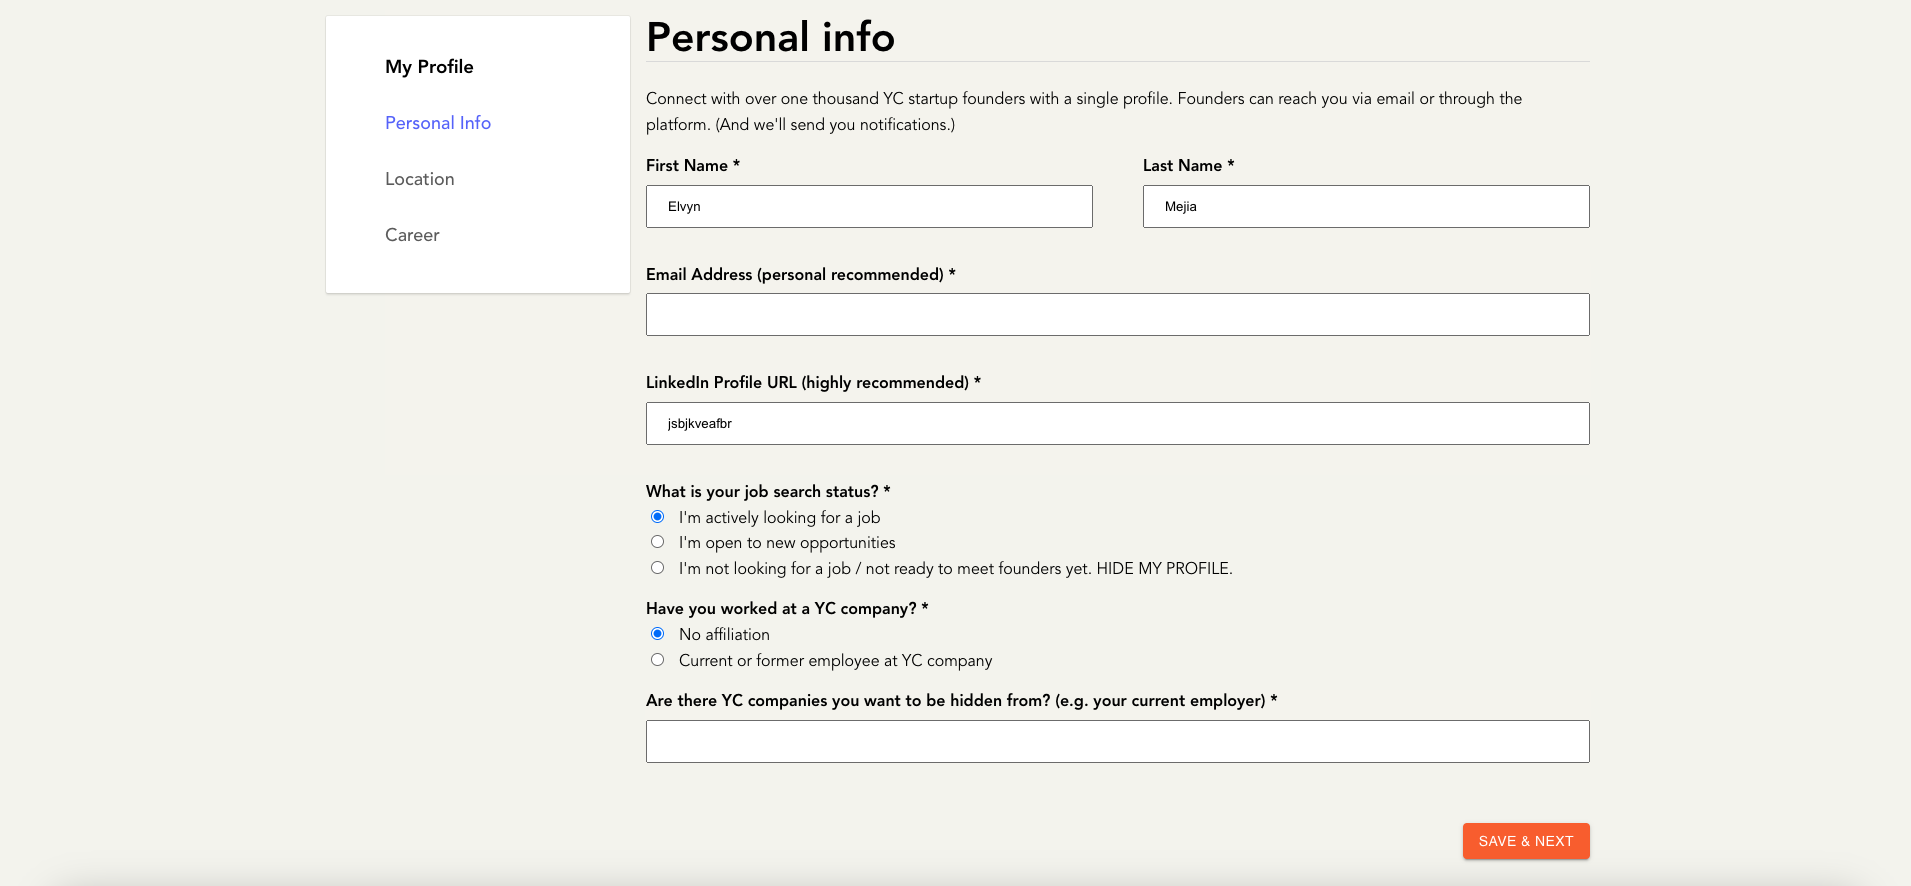 My Profile
Personal Info
Location
Career
Personal info
Connect with over one thousand YC startup founders with a single profile. Founders can reach you via email or through the
platform. (And we'll send you notifications.)
First Name *
Last Name *
Elvyn
Mejia
Email Address (personal recommended) *
LinkedIn Profile URL (highly recommended) *
jsbjkveafbr
What is your job search status? *
I'm actively looking for a job
I'm open to new opportunities
I'm not looking for a job / not ready to meet founders yet. HIDE MY PROFILE.
Have you worked at a YC company? *
No affiliation
Current or former employee at YC company
Are there YC companies you want to be hidden from? (e.g. your current employer) *
SAVE & NEXT